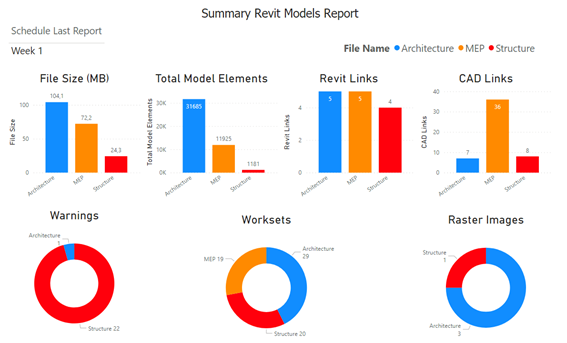 Summary Revit Models Report
Schedule Last Report
Week 1
File Name Architecture MEP Structure
File Size (MB)
File Size
100
50
0
104,1
72,2
24,3
Architecture
MEP
Structure
Total Model Elements
Total Model Elements
30K
20K
10K
0K
31685
11925
1181
Architecture
MEP
Structure
Revit Links
Revit Links
4
2
0
5
5
4
Architecture
MEP
Structure
CAD Links
CAD Links
40
30
20
10
0
7
36
8
Architecture
MEP
Structure
Warnings
Architecture
1
Structure 22
Worksets
MEP 19
Architecture
29
Structure 20
Raster Images
Structure
1
Architecture
3